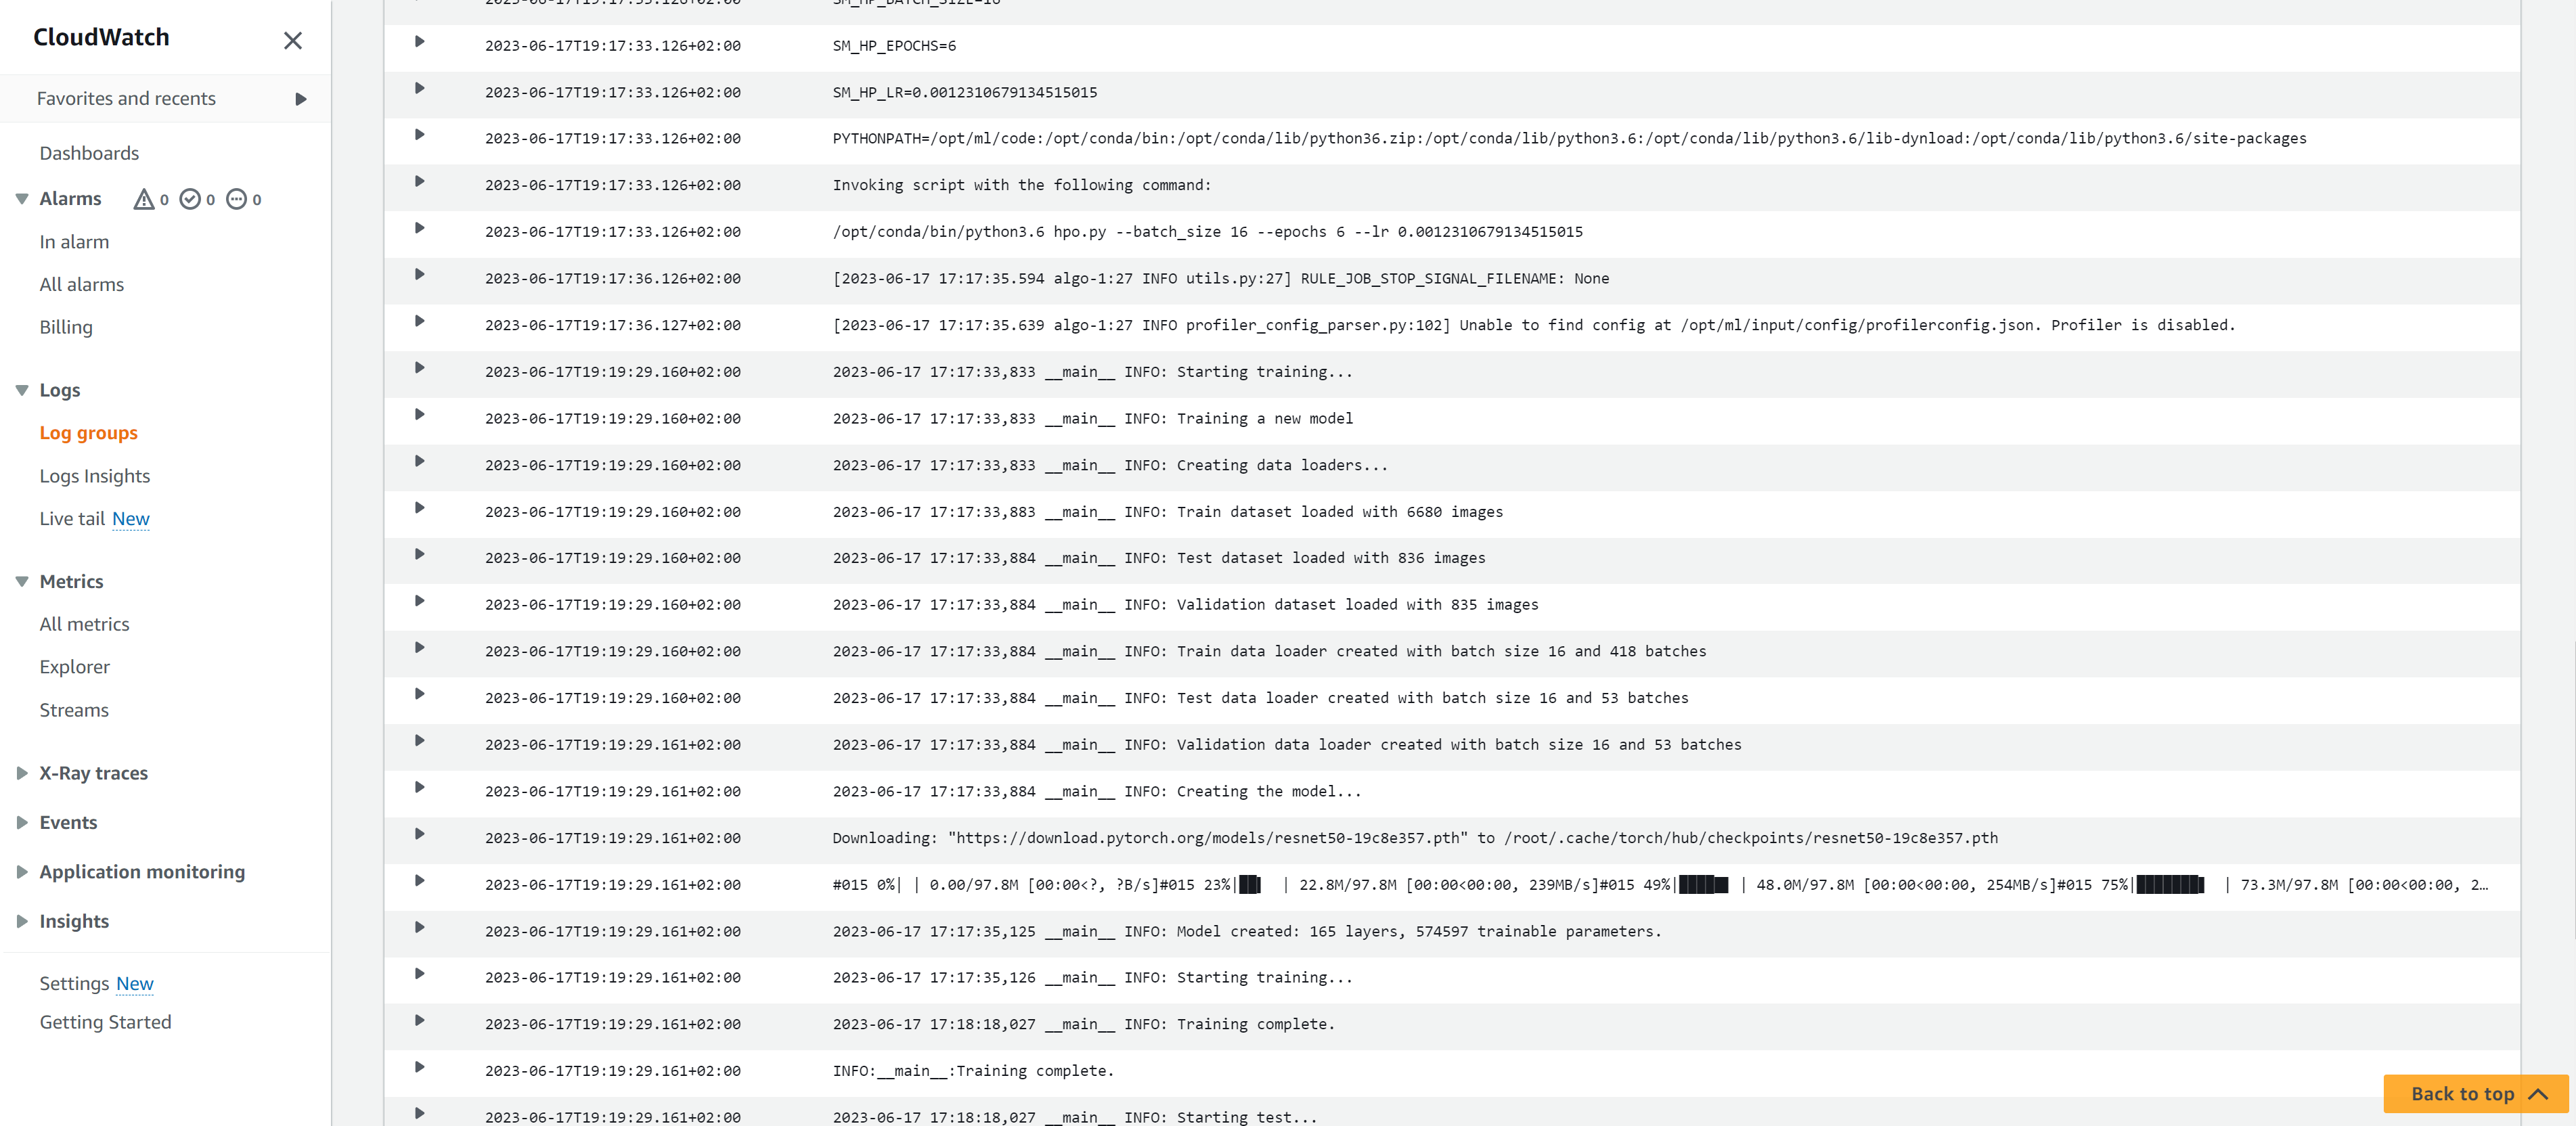 CloudWatch
Favorites and recents
Dashboards
Alarms 0 0 0
In alarm
All alarms
Billing
Logs
Log groups
Logs Insights
Live tail New
Metrics
All metrics
Explorer
Streams
X-Ray traces
Events
Application monitoring
Insights
Settings New
Getting Started
2023-06-17T19:17:33.126+02:00 SM_HP_BATCH_SIZE=16
2023-06-17T19:17:33.126+02:00 SM_HP_EPOCHS=6
2023-06-17T19:17:33.126+02:00 SM_HP_LR=0.0012310679134515015
2023-06-17T19:17:33.126+02:00 PYTHONPATH=/opt/ml/code:/opt/conda/bin:/opt/conda/lib/python36.zip:/opt/conda/lib/python3.6:/opt/conda/lib/python3.6/lib-dynload:/opt/conda/lib/python3.6/site-packages
2023-06-17T19:17:33.126+02:00 Invoking script with the following command:
2023-06-17T19:17:33.126+02:00 /opt/conda/bin/python3.6 hpo.py --batch_size 16 --epochs 6 --lr 0.0012310679134515015
2023-06-17T19:17:36.126+02:00 [2023-06-17 17:17:35.594 algo-1:27 INFO utils.py:27] RULE_JOB_STOP_SIGNAL_FILENAME: None
2023-06-17T19:17:36.127+02:00 [2023-06-17 17:17:35.639 algo-1:27 INFO profiler_config_parser.py:102] Unable to find config at /opt/ml/input/config/profilerconfig.json. Profiler is disabled.
2023-06-17T19:19:29.160+02:00 2023-06-17 17:17:33,833 __main__ INFO: Starting training...
2023-06-17T19:19:29.160+02:00 2023-06-17 17:17:33,833 __main__ INFO: Training a new model
2023-06-17T19:19:29.160+02:00 2023-06-17 17:17:33,833 __main__ INFO: Creating data loaders...
2023-06-17T19:19:29.160+02:00 2023-06-17 17:17:33,883 __main__ INFO: Train dataset loaded with 6680 images
2023-06-17T19:19:29.160+02:00 2023-06-17 17:17:33,884 __main__ INFO: Test dataset loaded with 836 images
2023-06-17T19:19:29.160+02:00 2023-06-17 17:17:33,884 __main__ INFO: Validation dataset loaded with 835 images
2023-06-17T19:19:29.160+02:00 2023-06-17 17:17:33,884 __main__ INFO: Train data loader created with batch size 16 and 418 batches
2023-06-17T19:19:29.160+02:00 2023-06-17 17:17:33,884 __main__ INFO: Test data loader created with batch size 16 and 53 batches
2023-06-17T19:19:29.161+02:00 2023-06-17 17:17:33,884 __main__ INFO: Validation data loader created with batch size 16 and 53 batches
2023-06-17T19:19:29.161+02:00 2023-06-17 17:17:33,884 __main__ INFO: Creating the model...
2023-06-17T19:19:29.161+02:00 Downloading: "https://download.pytorch.org/models/resnet50-19c8e357.pth" to /root/.cache/torch/hub/checkpoints/resnet50-19c8e357.pth
2023-06-17T19:19:29.161+02:00 #015 0%| | 0.00/97.8M [00:00<?, ?B/s]#015 23%|██▎ | 22.8M/97.8M [00:00<00:00, 239MB/s]#015 49%|████▉ | 48.0M/97.8M [00:00<00:00, 254MB/s]#015 75%|███████▌ | 73.3M/97.8M [00:00<00:00, 2…
2023-06-17T19:19:29.161+02:00 2023-06-17 17:17:35,125 __main__ INFO: Model created: 165 layers, 574597 trainable parameters.
2023-06-17T19:19:29.161+02:00 2023-06-17 17:17:35,126 __main__ INFO: Starting training...
2023-06-17T19:19:29.161+02:00 2023-06-17 17:18:18,027 __main__ INFO: Training complete.
2023-06-17T19:19:29.161+02:00 INFO:__main__:Training complete.
2023-06-17T19:19:29.161+02:00 2023-06-17 17:18:18,027 __main__ INFO: Starting test...
Back to top